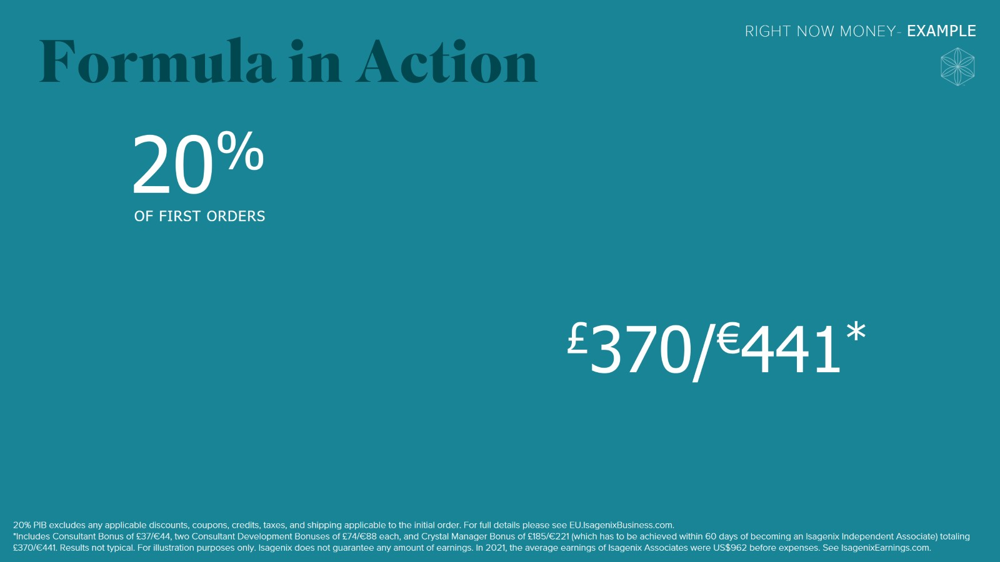 RIGHT NOW MONEY- EXAMPLE
Formula in Action
20%
OF FIRST ORDERS
£370/€441*
20% PIB excludes any applicable discounts, coupons, credits, taxes, and shipping applicable to the initial order. For full details please see EU.IsagenixBusiness.com.
*Includes Consultant Bonus of £37/€44, two Consultant Development Bonuses of £74/€88 each, and Crystal Manager Bonus of £185/€221 (which has to be achieved within 60 days of becoming an Isagenix Independent Associate) totaling
£370/€441. Results not typical. For illustration purposes only. Isagenix does not guarantee any amount of earnings. In 2021, the average earnings of Isagenix Associates were US$962 before expenses. See IsagenixEarnings.com.